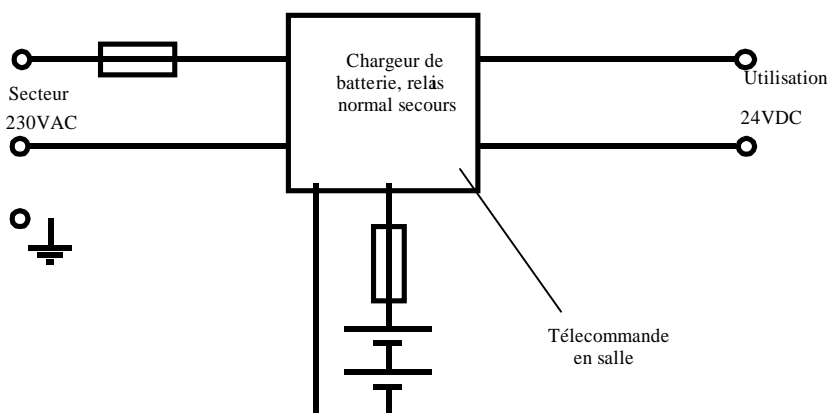 Chargeur de
batterie, relais
normal secours
Secteur
230VAC
Utilisation
24VDC
Télecommande
en salle